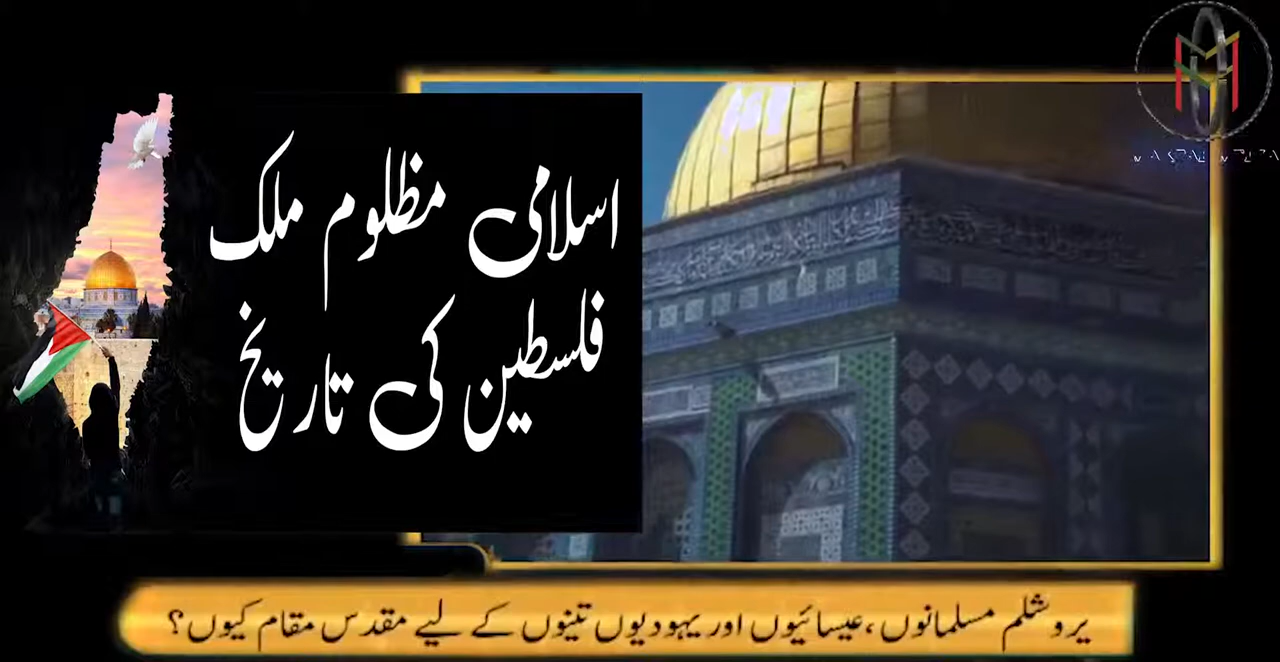 اسلامی مظلوم ملک
فلسطین کی تاریخ
یروشلم مسلمانوں، عیسائیوں اور یہودیوں تینوں کے لیے مقدس مقام کیوں؟